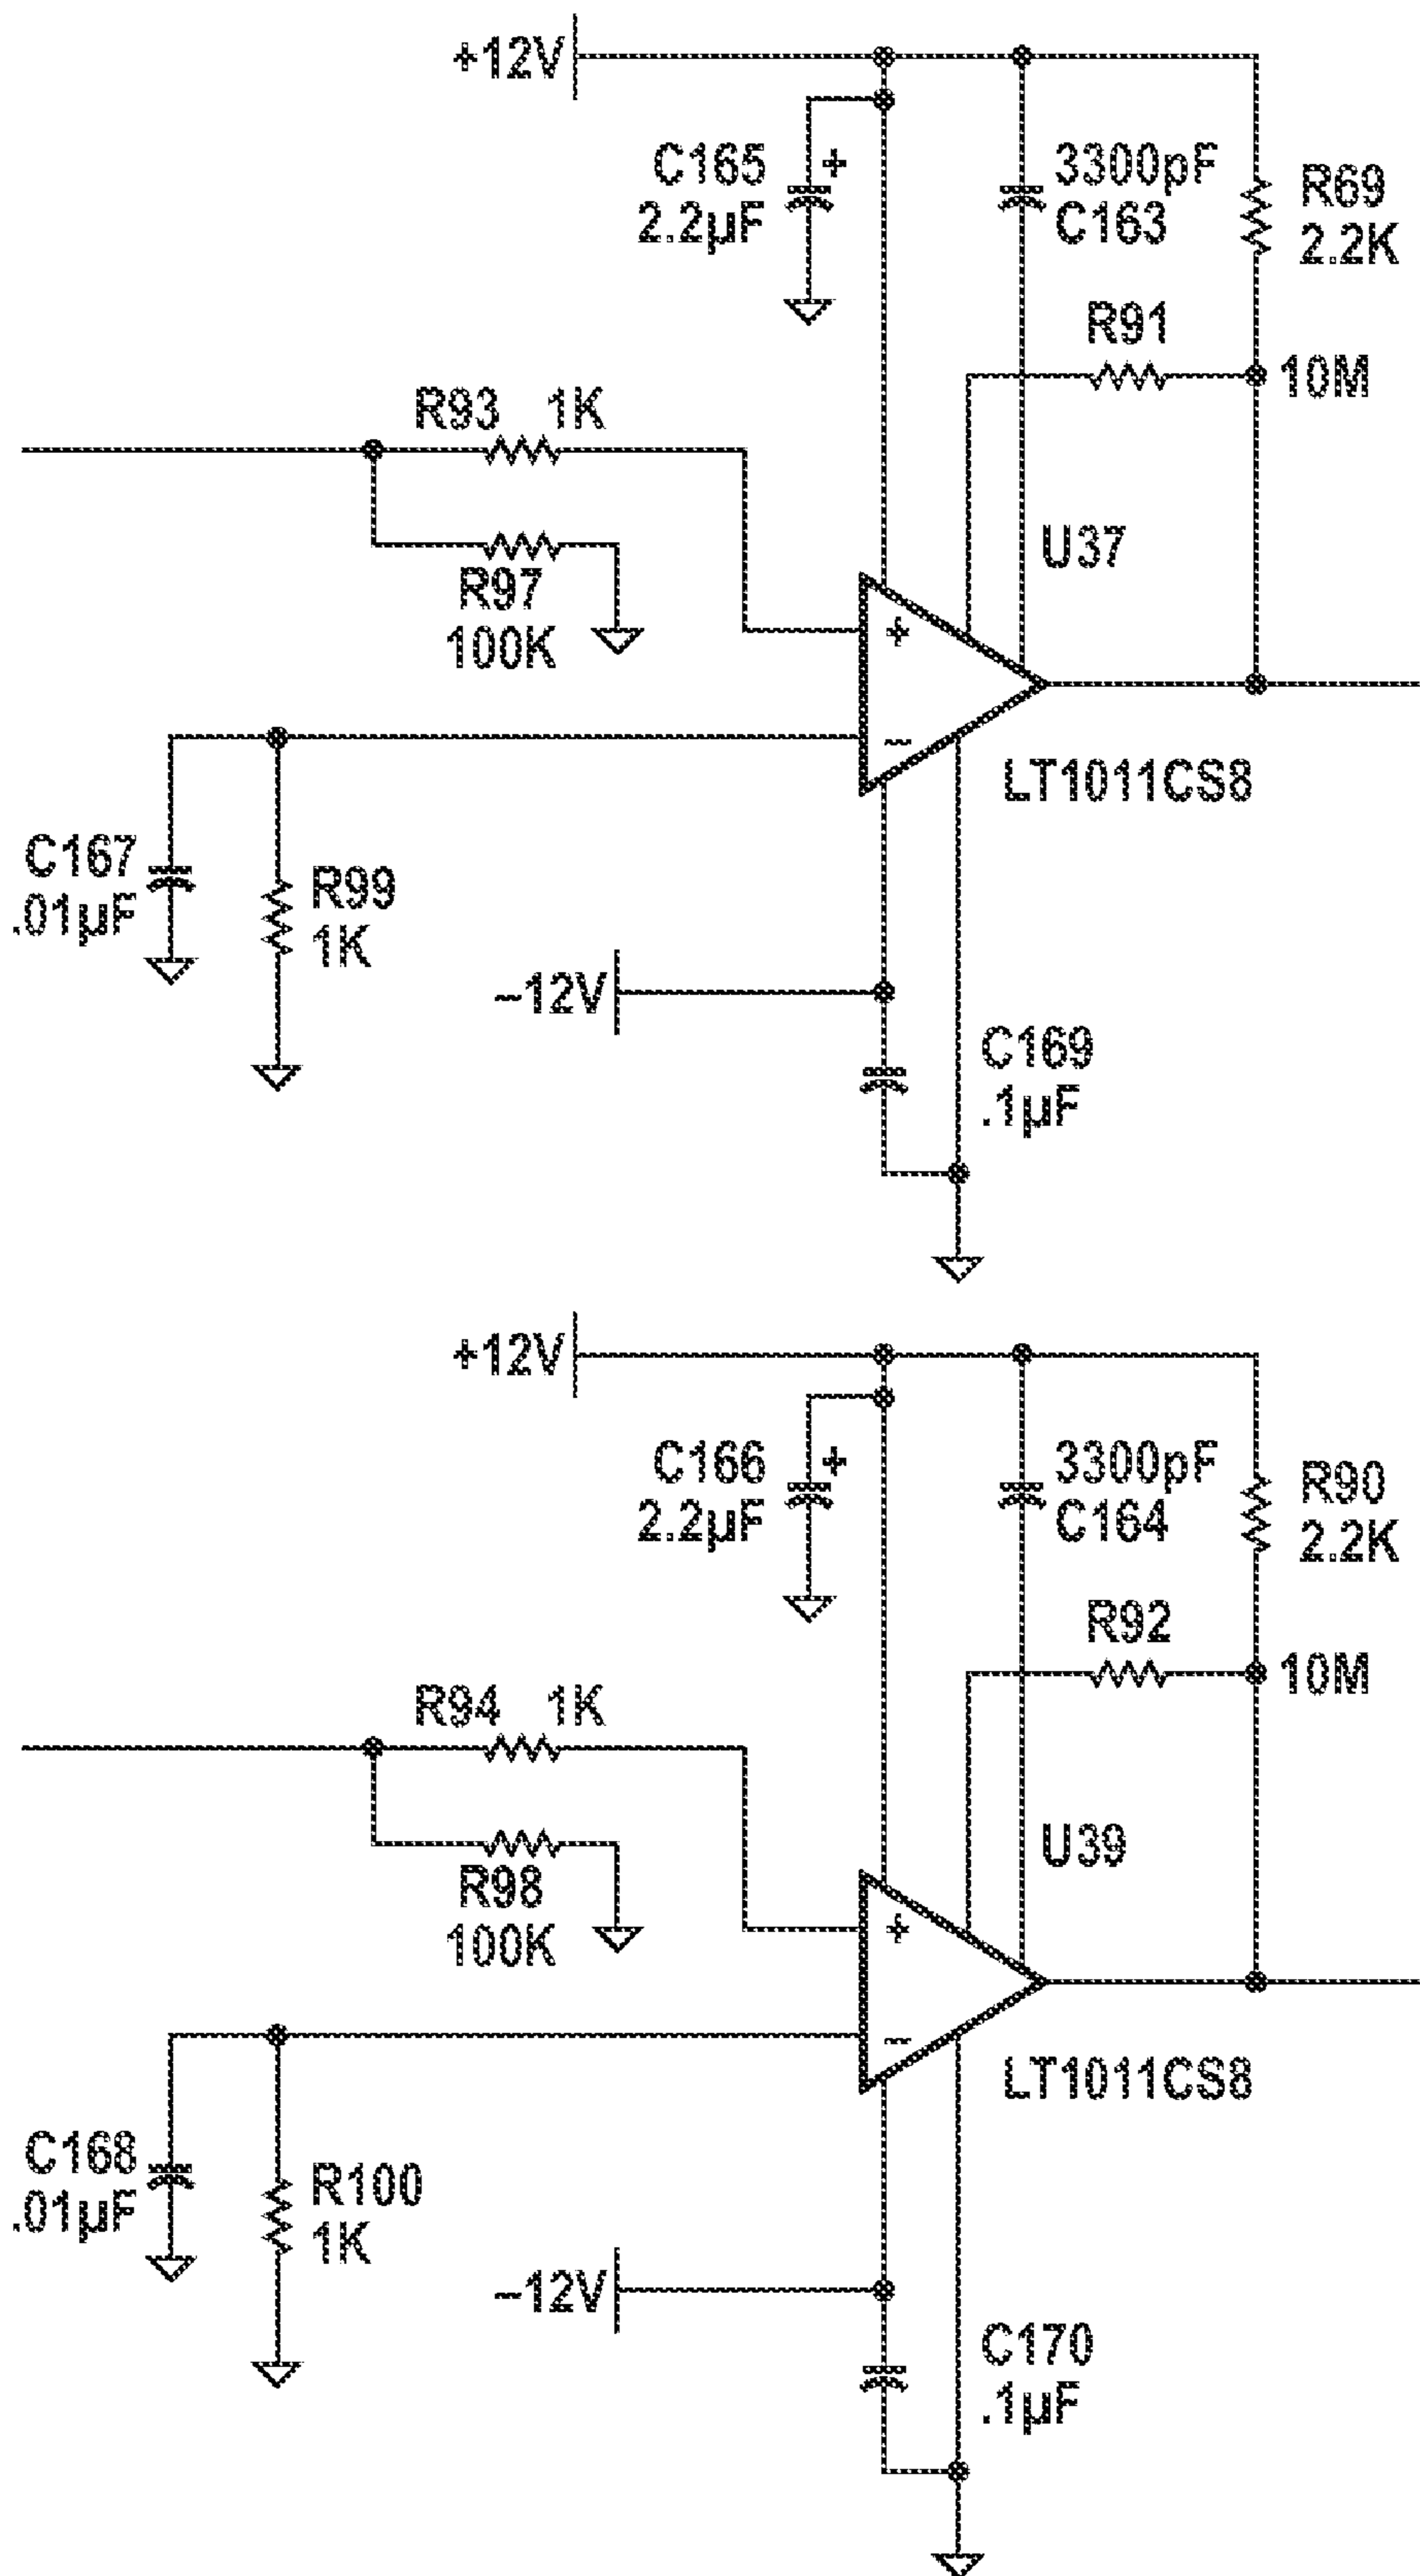 +12V
C165 +
2.2µF
3300pF
C163
R69
2.2K
R91
10M
R93 1K
R97
100K
U37
+
−
LT1011CS8
C167
.01µF
R99
1K
−12V
C169
.1µF
+12V
C166 +
2.2µF
3300pF
C164
R90
2.2K
R92
10M
R94 1K
R98
100K
U39
+
−
LT1011CS8
C168
.01µF
R100
1K
−12V
C170
.1µF